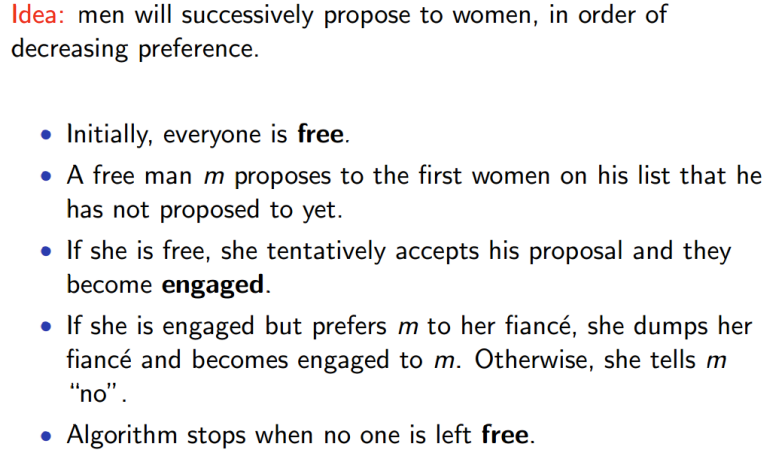 Idea: men will successively propose to women, in order of
decreasing preference.
• Initially, everyone is free.
• A free man m proposes to the first women on his list that he
has not proposed to yet.
• If she is free, she tentatively accepts his proposal and they
become engaged.
• If she is engaged but prefers m to her fiancé, she dumps her
fiancé and becomes engaged to m. Otherwise, she tells m
“no”.
• Algorithm stops when no one is left free.